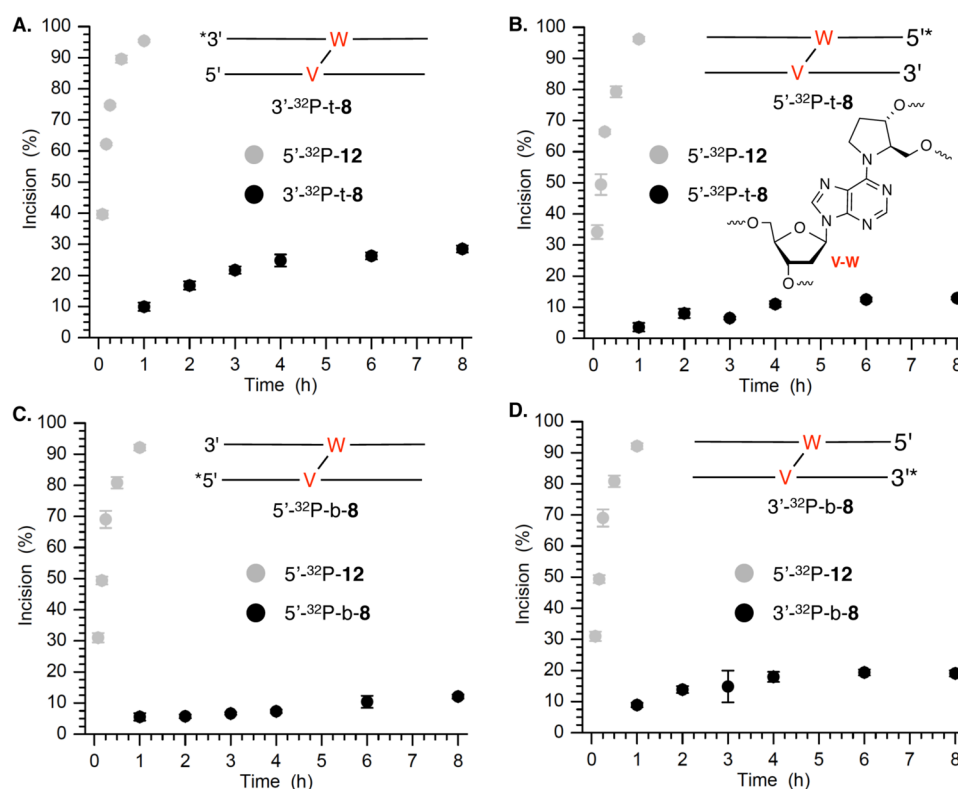 A.
100
90
80
70
60
50
40
30
20
10
0
Incision (%)
0 1 2 3 4 5 6 7 8
Time (h)
*3' W
5' V
3'-³²P-t-8
5'-³²P-12
3'-³²P-t-8
B.
100
90
80
70
60
50
40
30
20
10
0
Incision (%)
0 1 2 3 4 5 6 7 8
Time (h)
W 5'*
V 3'
5'-³²P-t-8
5'-³²P-12
5'-³²P-t-8
O
O
N
N N
N N
O O
V-W
O
C.
100
90
80
70
60
50
40
30
20
10
0
Incision (%)
0 1 2 3 4 5 6 7 8
Time (h)
3' W
*5' V
5'-³²P-b-8
5'-³²P-12
5'-³²P-b-8
D.
100
90
80
70
60
50
40
30
20
10
0
Incision (%)
0 1 2 3 4 5 6 7 8
Time (h)
W 5'
V 3'*
3'-³²P-b-8
5'-³²P-12
3'-³²P-b-8